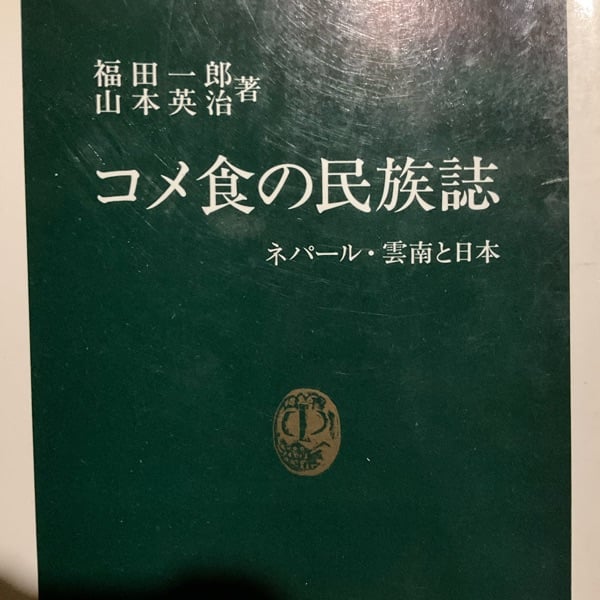 福田一郎
山本英治著
コメ食の民族誌
ネパール・雲南と日本